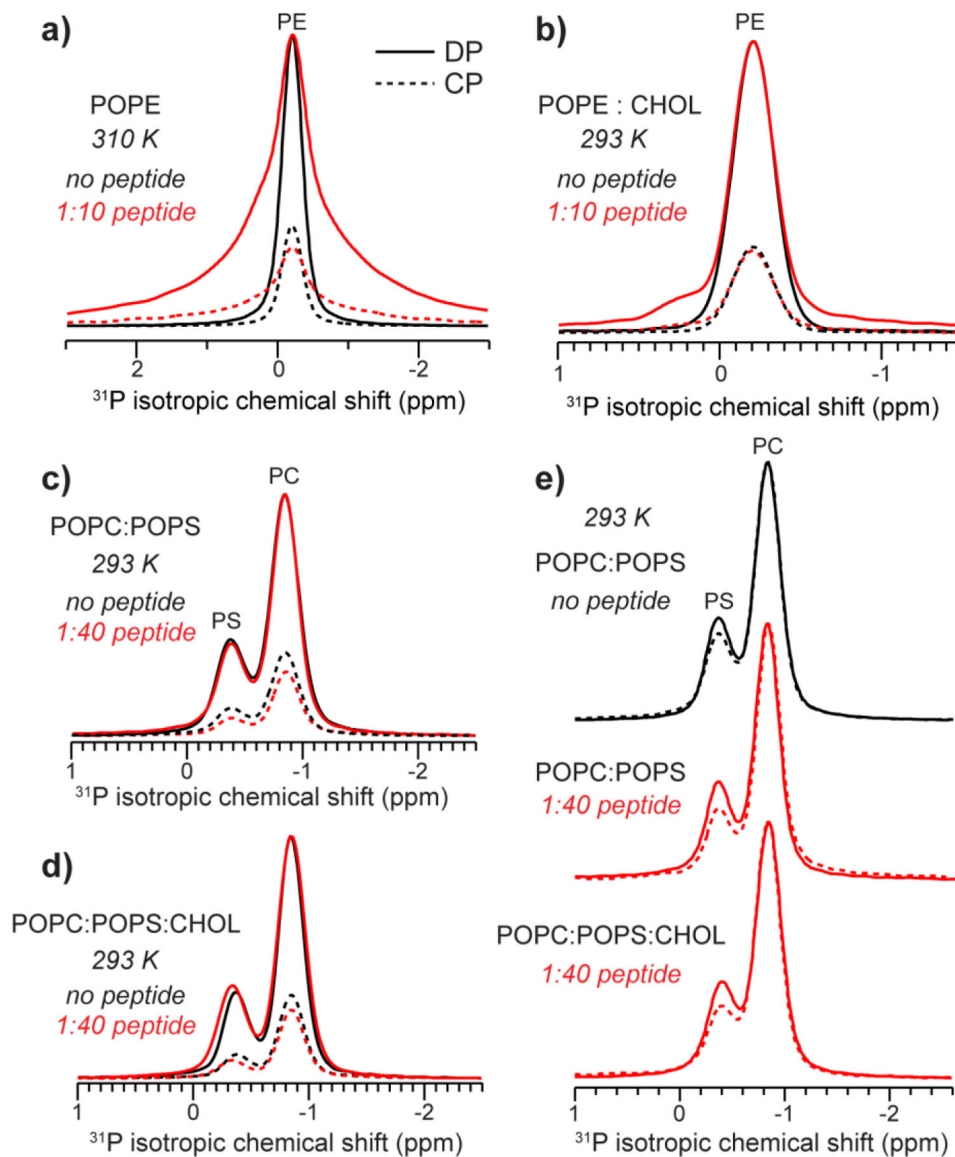 a)
PE
DP
CP
POPE
310 K
no peptide
1:10 peptide
2 0 -2
³¹P isotropic chemical shift (ppm)
b)
PE
POPE : CHOL
293 K
no peptide
1:10 peptide
1 0 -1
³¹P isotropic chemical shift (ppm)
c)
PC
POPC:POPS
293 K
no peptide
1:40 peptide
PS
1 0 -1 -2
³¹P isotropic chemical shift (ppm)
d)
POPC:POPS:CHOL
293 K
no peptide
1:40 peptide
1 0 -1 -2
³¹P isotropic chemical shift (ppm)
e)
PC
293 K
POPC:POPS
no peptide
PS
POPC:POPS
1:40 peptide
POPC:POPS:CHOL
1:40 peptide
1 0 -1 -2
³¹P isotropic chemical shift (ppm)